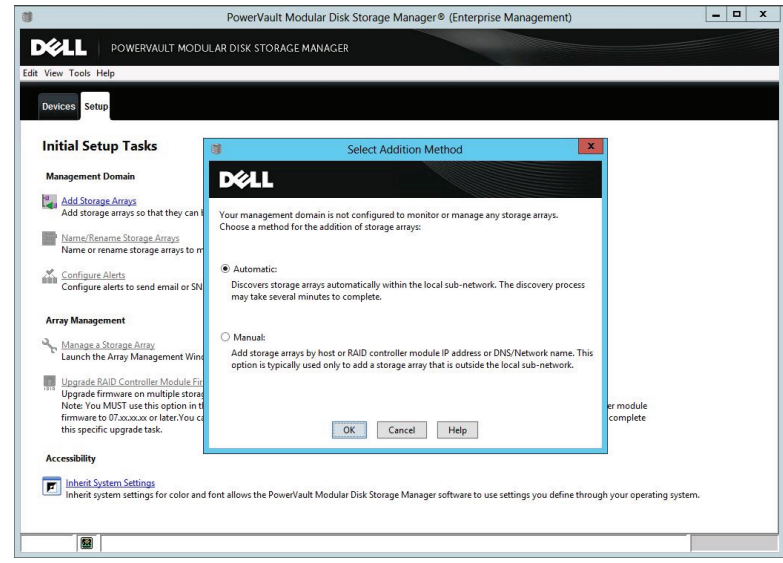 PowerVault Modular Disk Storage Manager® (Enterprise Management)
DELL POWERVAULT MODULAR DISK STORAGE MANAGER
Edit View Tools Help
Devices Setup
Initial Setup Tasks
Management Domain
Add Storage Arrays
Add storage arrays so that they can
Name/Rename Storage Arrays
Name or rename storage arrays to m
Configure Alerts
Configure alerts to send email or SN
Array Management
Manage a Storage Array
Launch the Array Management Wind
Upgrade RAID Controller Module Fir
Upgrade firmware on multiple storag
Note: You MUST use this option in th
firmware to 07.xx.xx.xx or later.You ca
this specific upgrade task.
er module
complete
Accessibility
Inherit System Settings
Inherit system settings for color and font allows the PowerVault Modular Disk Storage Manager software to use settings you define through your operating system.
Select Addition Method
DELL
Your management domain is not configured to monitor or manage any storage arrays.
Choose a method for the addition of storage arrays:
Automatic:
Discovers storage arrays automatically within the local sub-network. The discovery process
may take several minutes to complete.
Manual:
Add storage arrays by host or RAID controller module IP address or DNS/Network name. This
option is typically used only to add a storage array that is outside the local sub-network.
OK Cancel Help